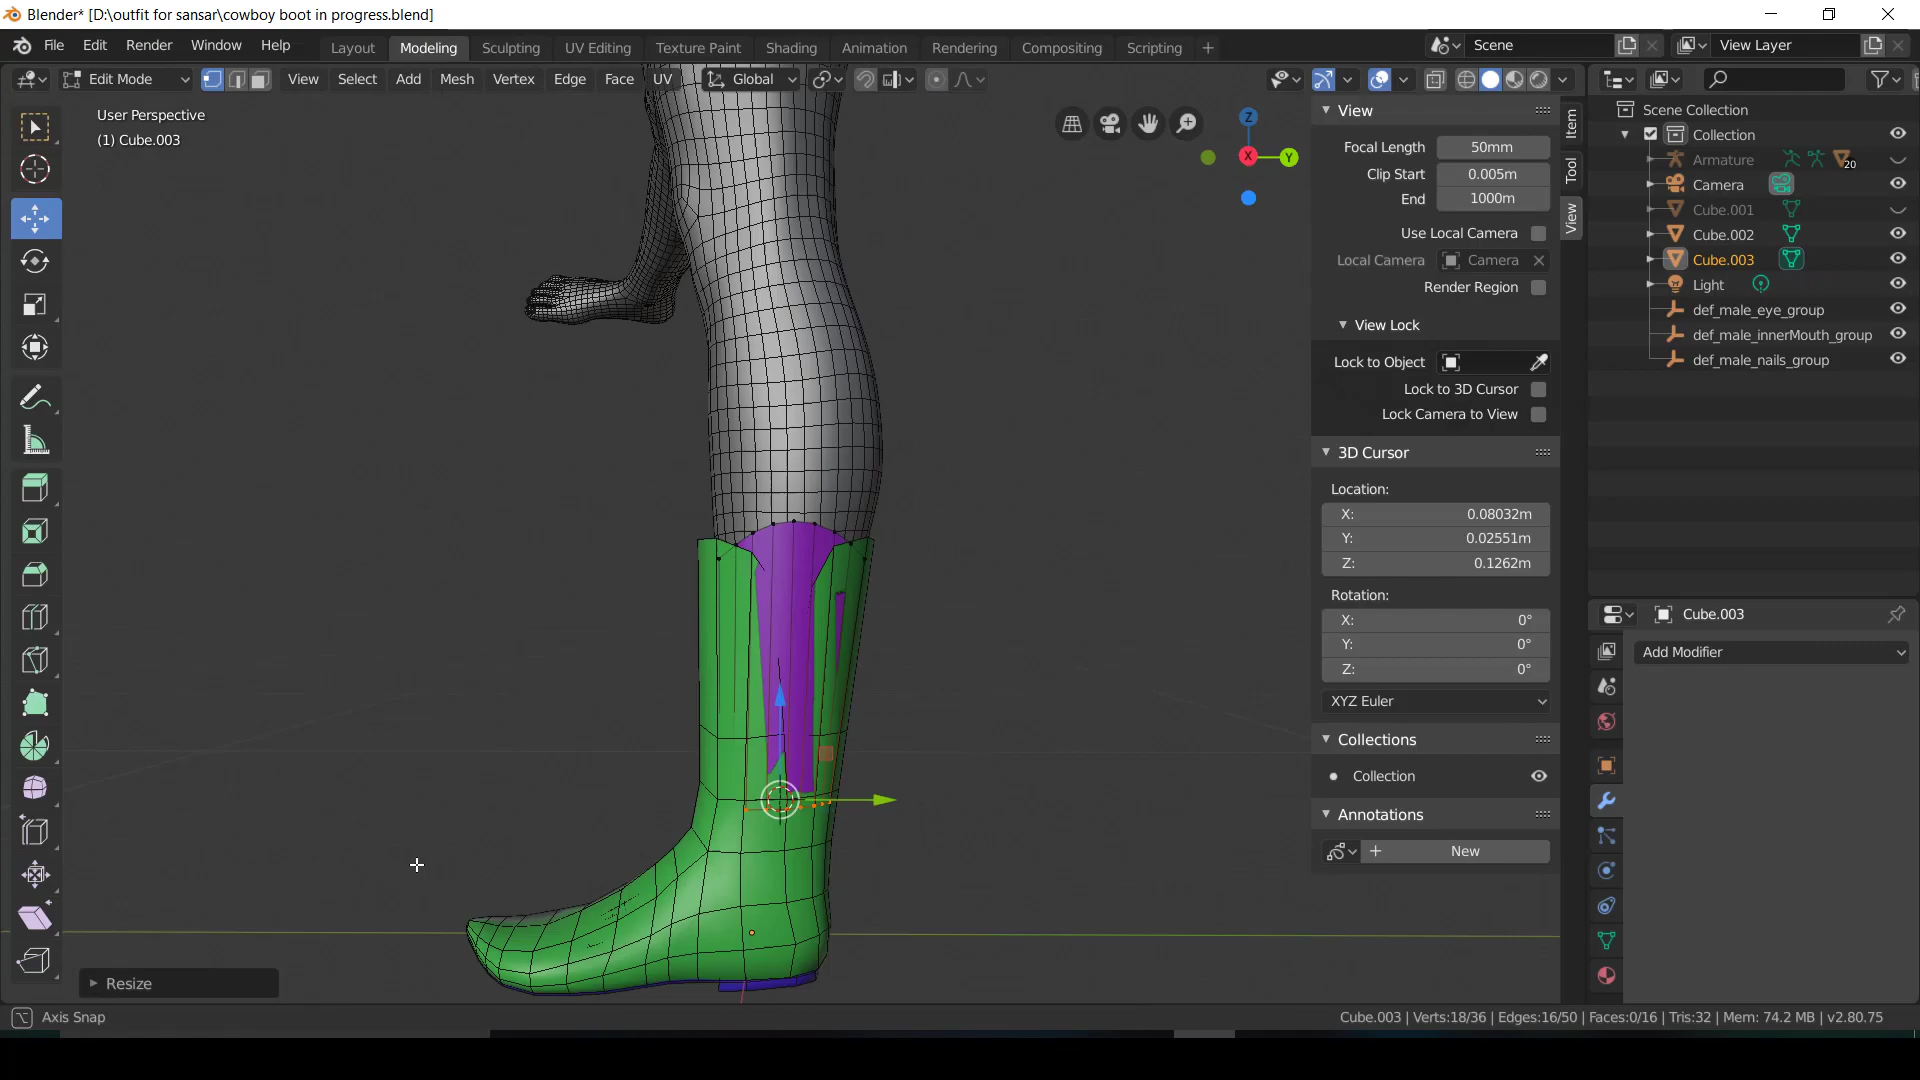 Blender* [D:\outfit for sansar\cowboy boot in progress.blend]
File Edit Render Window Help Layout Modeling Sculpting UV Editing Texture Paint Shading Animation Rendering Compositing Scripting + Scene View Layer
Edit Mode View Select Add Mesh Vertex Edge Face UV Global
User Perspective
(1) Cube.003
Z
X
Y
View
Focal Length 50mm
Clip Start 0.005m
End 1000m
Use Local Camera
Local Camera Camera
Render Region
View Lock
Lock to Object
Lock to 3D Cursor
Lock Camera to View
3D Cursor
Location:
X: 0.08032m
Y: 0.02551m
Z: 0.1262m
Rotation:
X: 0°
Y: 0°
Z: 0°
XYZ Euler
Collections
Collection
Annotations
+ New
Item
Tool
View
Scene Collection
Collection
Armature 20
Camera
Cube.001
Cube.002
Cube.003
Light
def_male_eye_group
def_male_innerMouth_group
def_male_nails_group
Cube.003
Add Modifier
Resize
Axis Snap
Cube.003 | Verts:18/36 | Edges:16/50 | Faces:0/16 | Tris:32 | Mem: 74.2 MB | v2.80.75